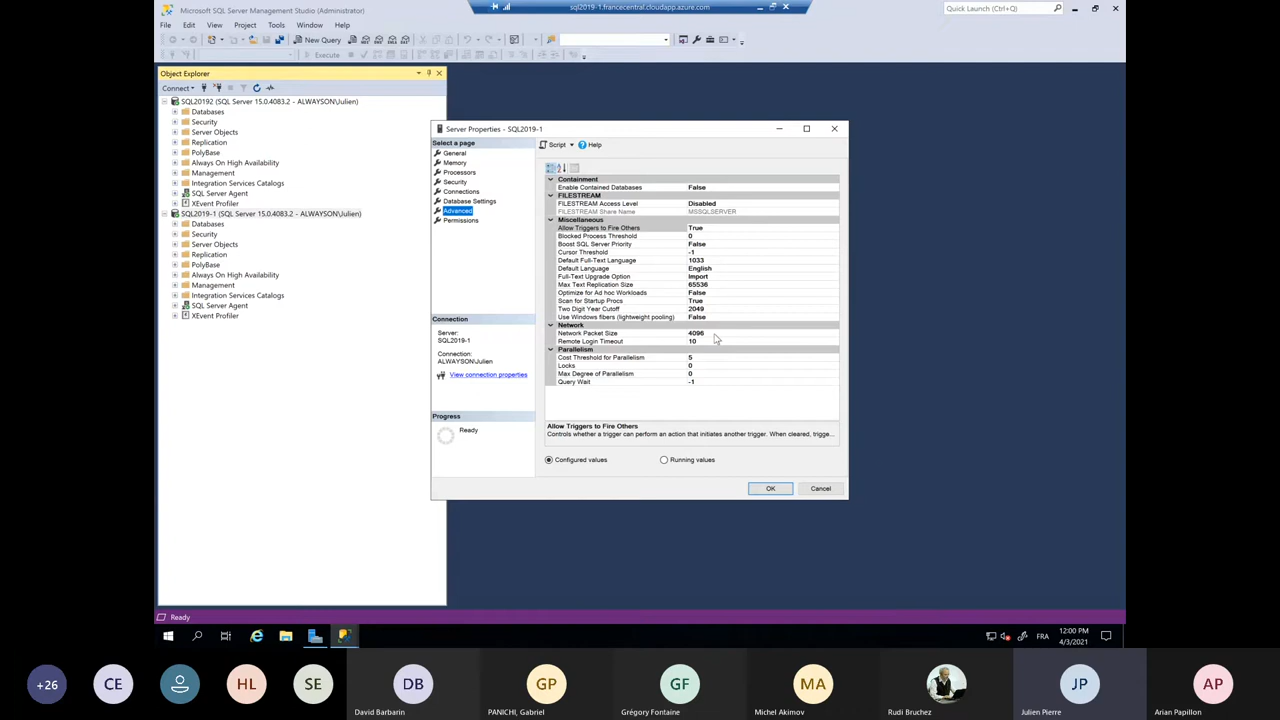 Microsoft SQL Server Management Studio (Administrator)
sql2019-1.francecentral.cloudapp.azure.com
Quick Launch (Ctrl+Q)
File Edit View Project Tools Window Help
New Query
Execute
Object Explorer
Connect
SQL20192 (SQL Server 15.0.4083.2 - ALWAYSON\Julien)
Databases
Security
Server Objects
Replication
PolyBase
Always On High Availability
Management
Integration Services Catalogs
SQL Server Agent
XEvent Profiler
SQL2019-1 (SQL Server 15.0.4083.2 - ALWAYSON\Julien)
Databases
Security
Server Objects
Replication
PolyBase
Always On High Availability
Management
Integration Services Catalogs
SQL Server Agent
XEvent Profiler
Server Properties - SQL2019-1
Select a page
General
Memory
Processors
Security
Connections
Database Settings
Advanced
Permissions
Connection
Server:
SQL2019-1
Connection:
ALWAYSON\Julien
View connection properties
Progress
Ready
Script Help
Containment
Enable Contained Databases False
FILESTREAM
FILESTREAM Access Level Disabled
FILESTREAM Share Name MSSQLSERVER
Miscellaneous
Allow Triggers to Fire Others True
Blocked Process Threshold 0
Boost SQL Server Priority False
Cursor Threshold -1
Default Full-Text Language 1033
Default Language English
Full-Text Upgrade Option Import
Max Text Replication Size 65536
Optimize for Ad hoc Workloads False
Scan for Startup Procs True
Two Digit Year Cutoff 2049
Use Windows fibers (lightweight pooling) False
Network
Network Packet Size 4096
Remote Login Timeout 10
Parallelism
Cost Threshold for Parallelism 5
Locks 0
Max Degree of Parallelism 0
Query Wait -1
Allow Triggers to Fire Others
Controls whether a trigger can perform an action that initiates another trigger. When cleared, trigge...
Configured values Running values
OK Cancel
Ready
FRA
12:00 PM
4/3/2021
+26 CE HL SE DB GP GF MA JP AP
David Barbarin PANICHI, Gabriel Grégory Fontaine Michel Akimov Rudi Bruchez Julien Pierre Arian Papillon